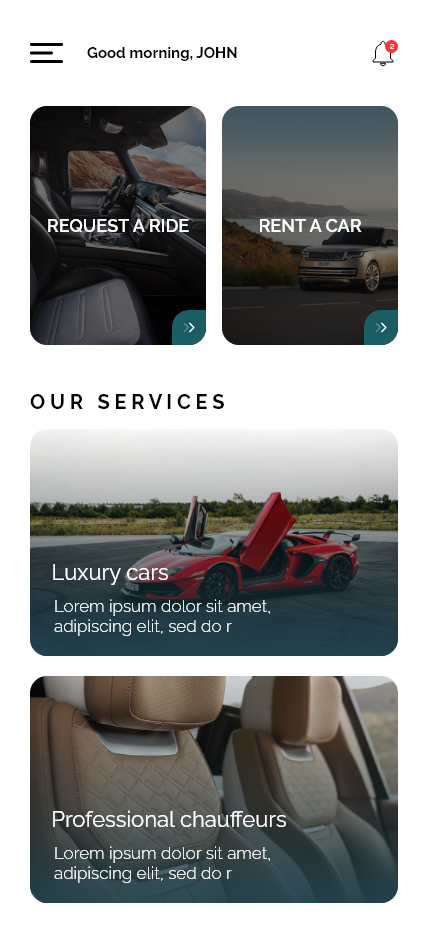 Good morning, JOHN
2
REQUEST A RIDE
RENT A CAR
OUR SERVICES
Luxury cars
Lorem ipsum dolor sit amet,
adipiscing elit, sed do r
Professional chauffeurs
Lorem ipsum dolor sit amet,
adipiscing elit, sed do r